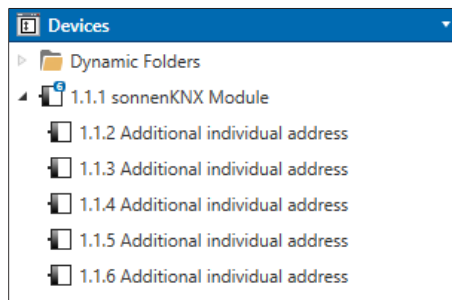 Devices
Dynamic Folders
6
1.1.1 sonnenKNX Module
1.1.2 Additional individual address
1.1.3 Additional individual address
1.1.4 Additional individual address
1.1.5 Additional individual address
1.1.6 Additional individual address